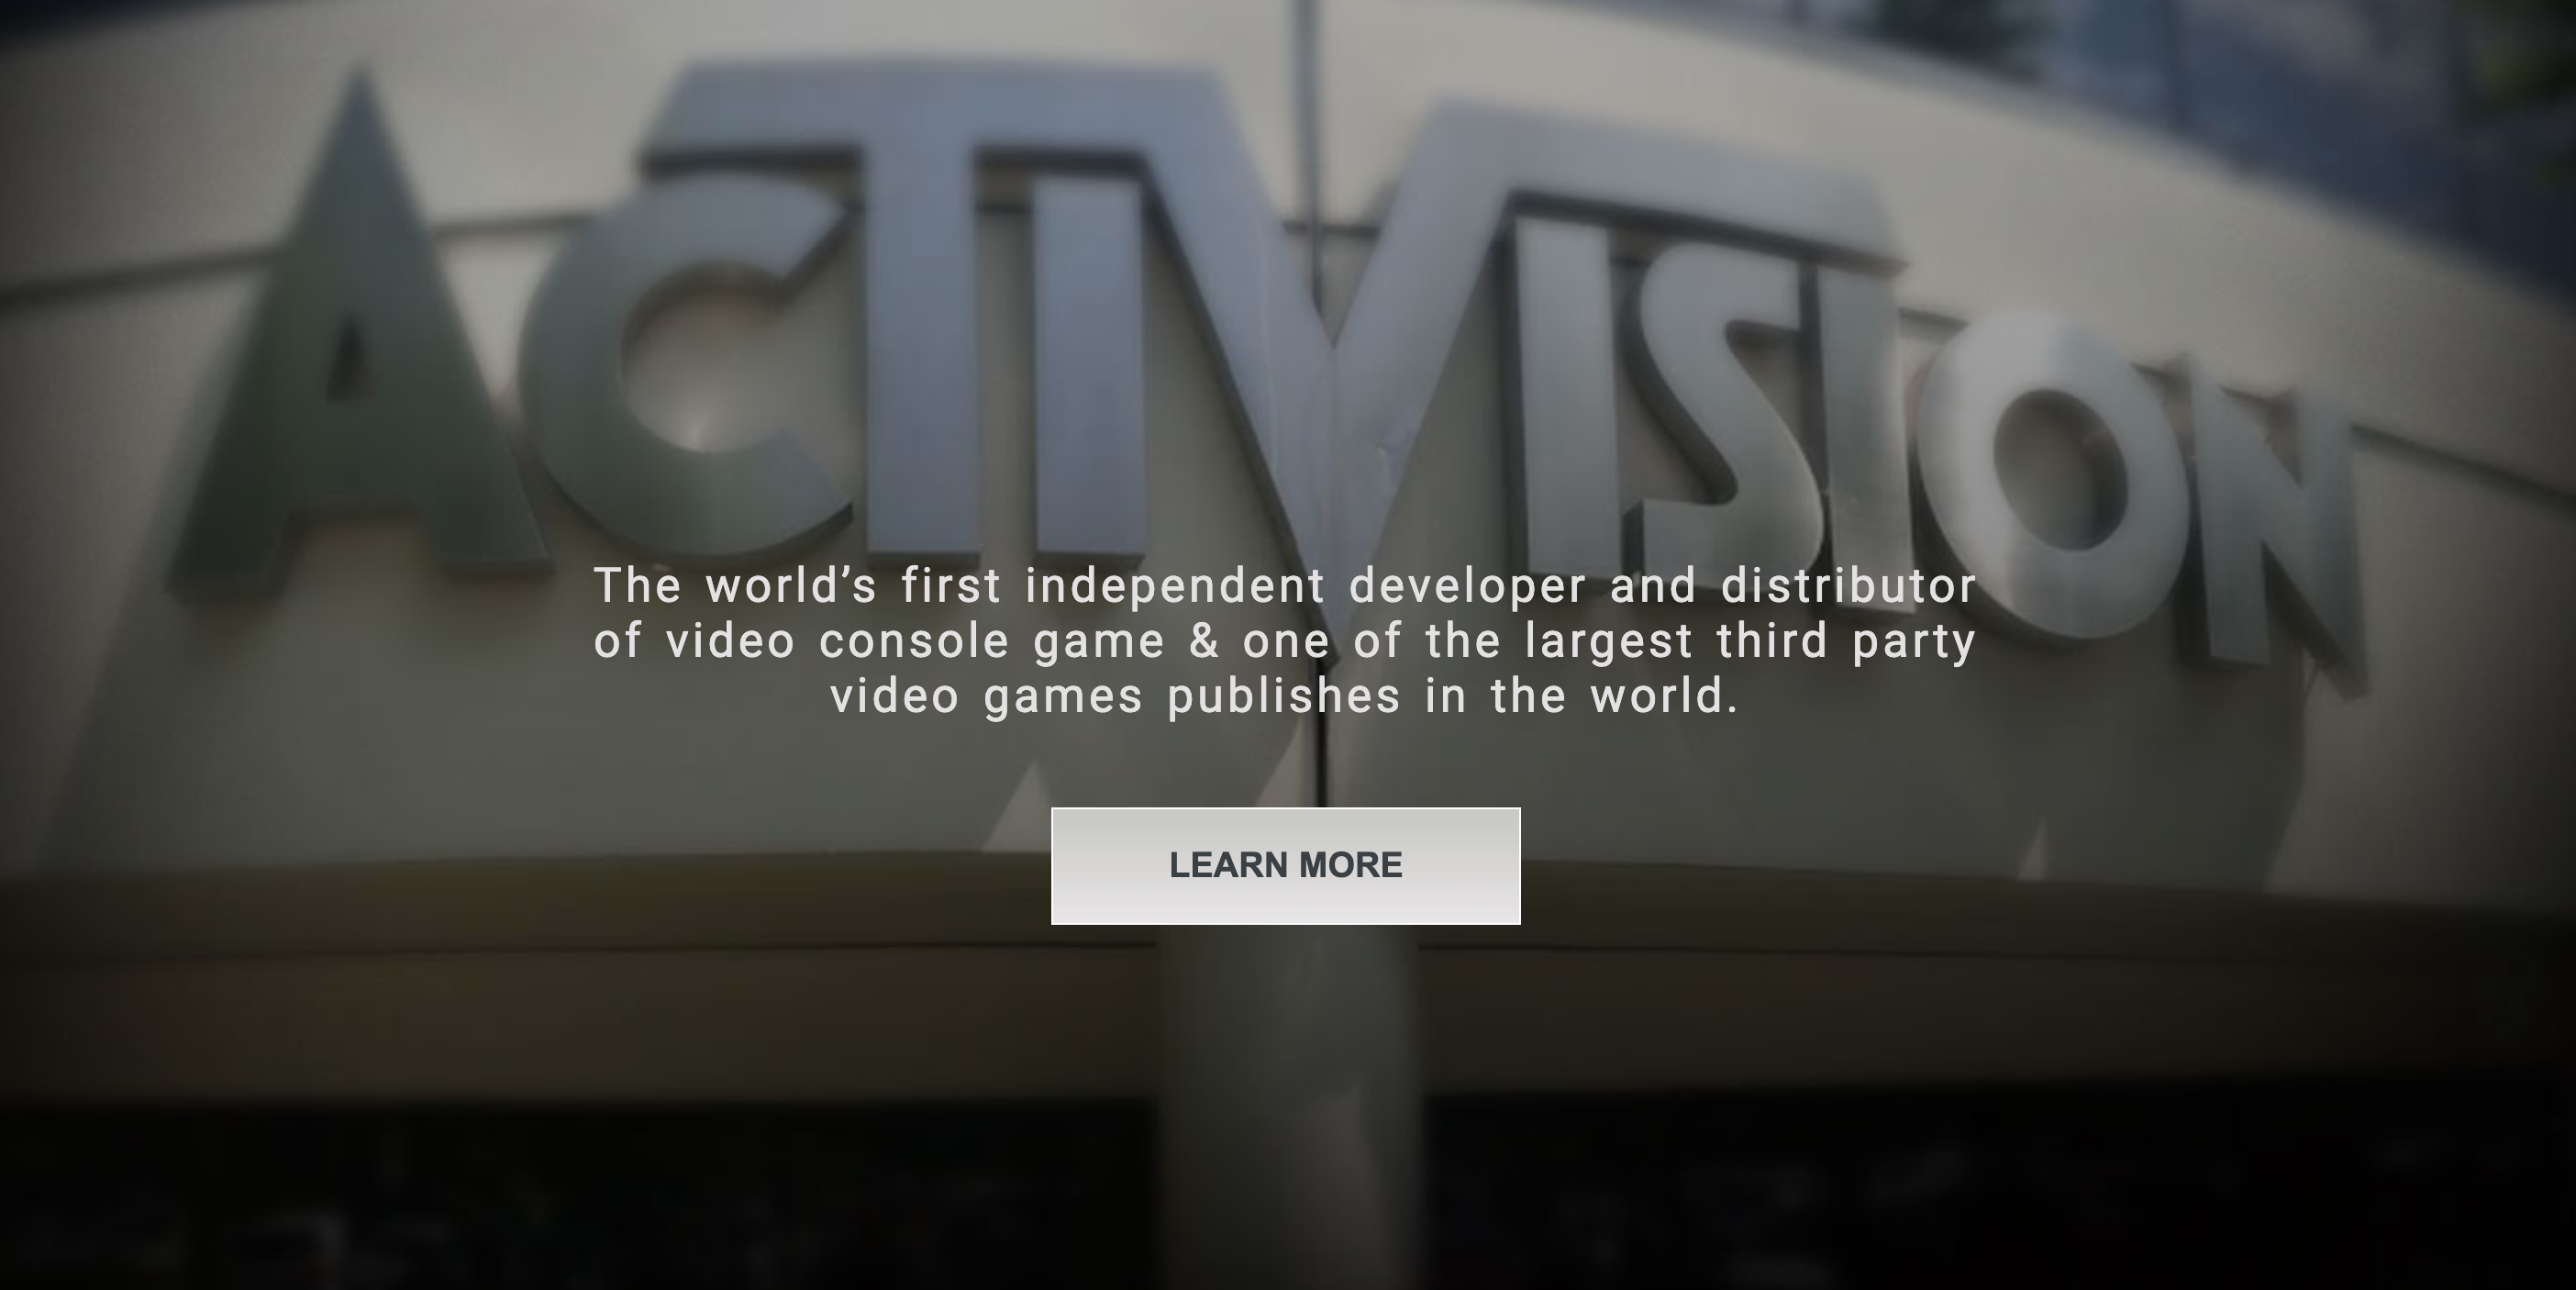 ACTIVISION
The world’s first independent developer and distributor
of video console game & one of the largest third party
video games publishes in the world.
LEARN MORE